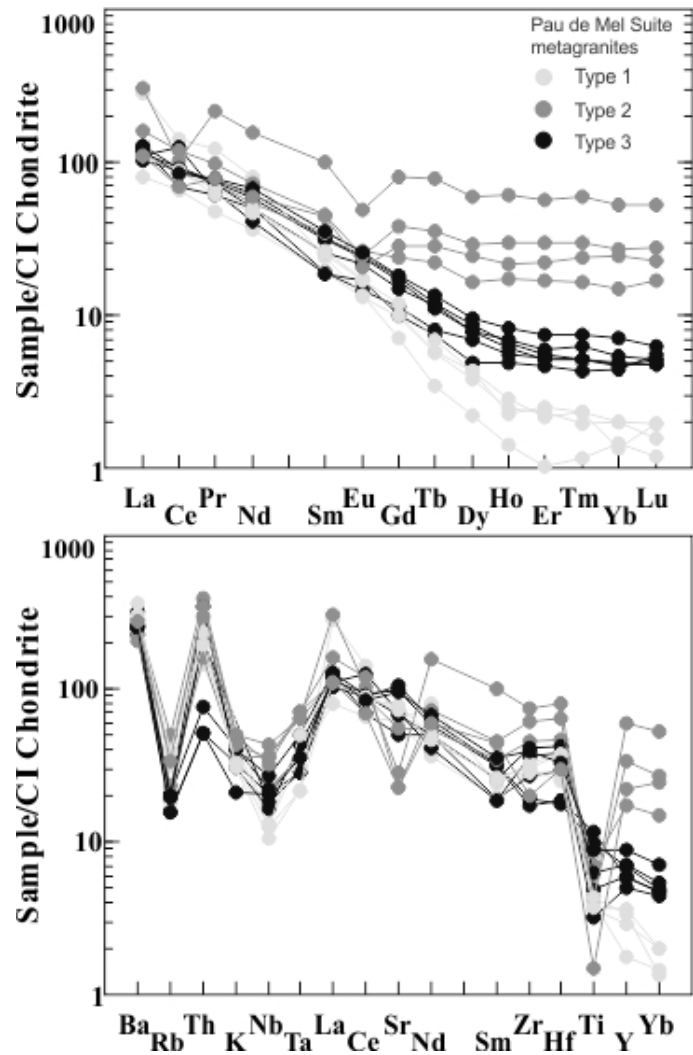 1000
Pau de Mel Suite
metagranites
Type 1
Type 2
Type 3
100
10
1
Sample/CI Chondrite
La Ce Pr Nd Sm Eu Gd Tb Dy Ho Er Tm Yb Lu
1000
100
10
1
Sample/CI Chondrite
Ba Rb Th K Nb Ta La Ce Sr Nd Sm Zr Hf Ti Y Yb